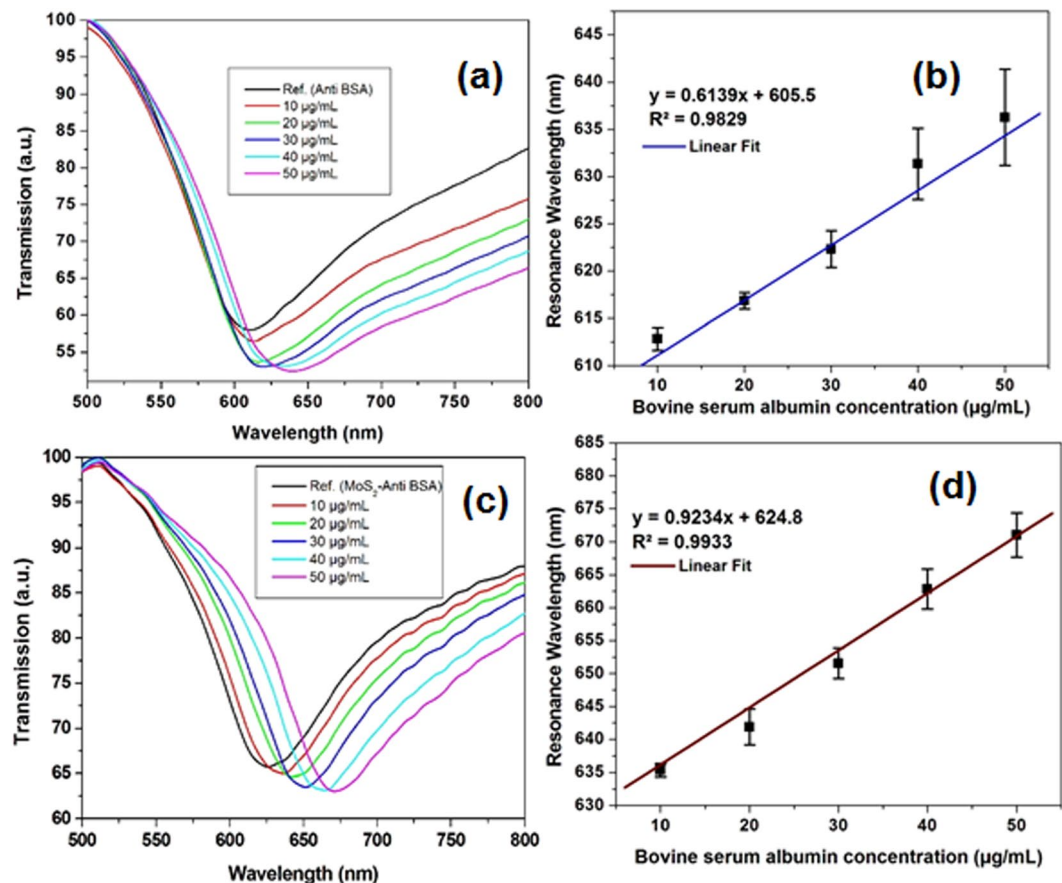 (a)
Ref. (Anti BSA)
10 µg/mL
20 µg/mL
30 µg/mL
40 µg/mL
50 µg/mL
Transmission (a.u.)
100
95
90
85
80
75
70
65
60
55
500 550 600 650 700 750 800
Wavelength (nm)
(b)
y = 0.6139x + 605.5
R² = 0.9829
Linear Fit
Resonance Wavelength (nm)
640
635
630
625
620
615
610
10 20 30 40 50
Bovine serum albumin concentration (µg/mL)
(c)
Ref. (MoS₂-Anti BSA)
10 µg/mL
20 µg/mL
30 µg/mL
40 µg/mL
50 µg/mL
Transmission (a.u.)
100
95
90
85
80
75
70
65
60
500 550 600 650 700 750 800
Wavelength (nm)
(d)
y = 0.9234x + 624.8
R² = 0.9933
Linear Fit
Resonance Wavelength (nm)
685
680
675
670
665
660
655
650
645
640
635
630
10 20 30 40 50
Bovine serum albumin concentration (µg/mL)